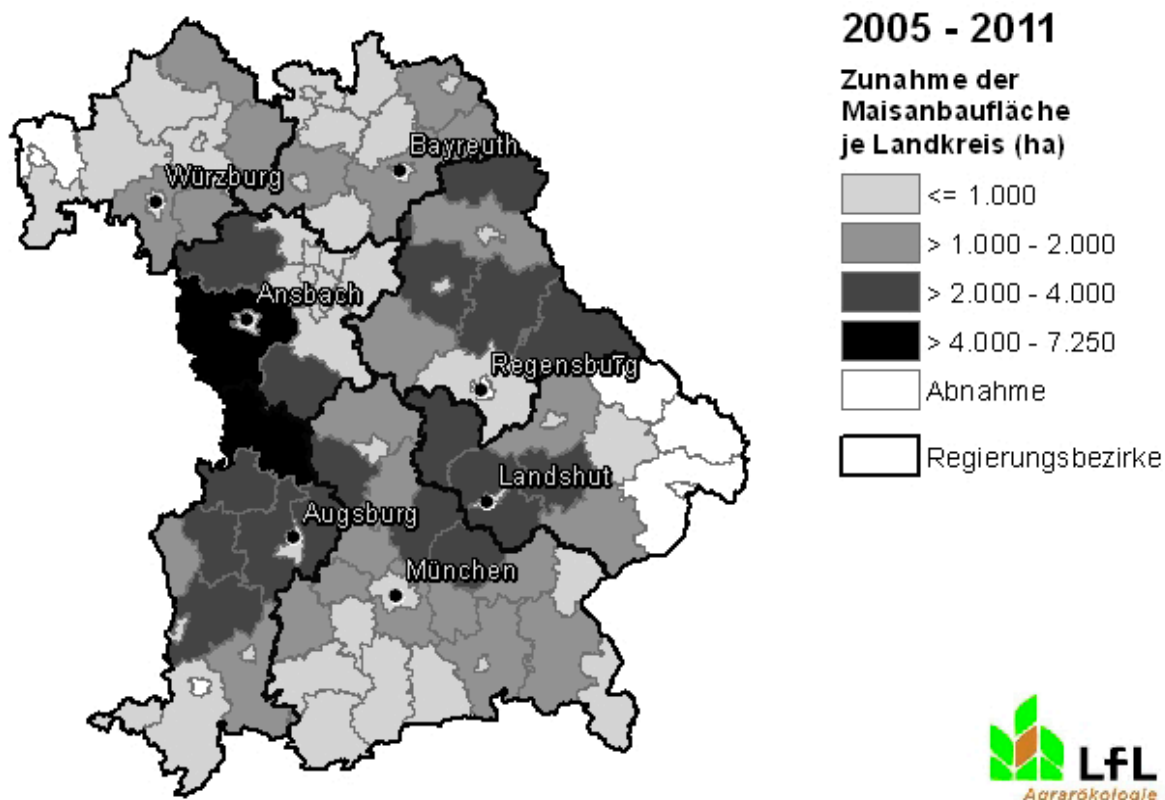 2005 - 2011
Zunahme der
Maisanbaufläche
je Landkreis (ha)
<= 1.000
> 1.000 - 2.000
> 2.000 - 4.000
> 4.000 - 7.250
Abnahme
Regierungsbezirke
Bayreuth
Würzburg
Ansbach
Regensburg
Landshut
Augsburg
München
LfL
Agrarökologie